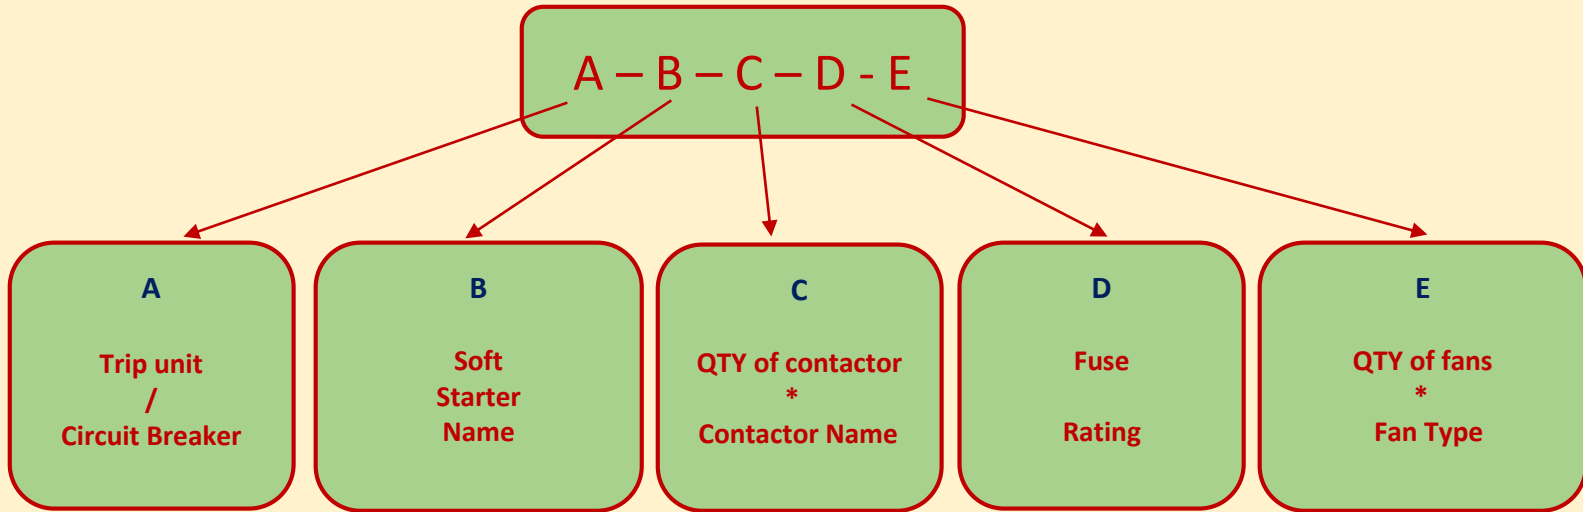 A – B – C – D - E
A
Trip unit
/
Circuit Breaker
B
Soft
Starter
Name
C
QTY of contactor
*
Contactor Name
D
Fuse
Rating
E
QTY of fans
*
Fan Type